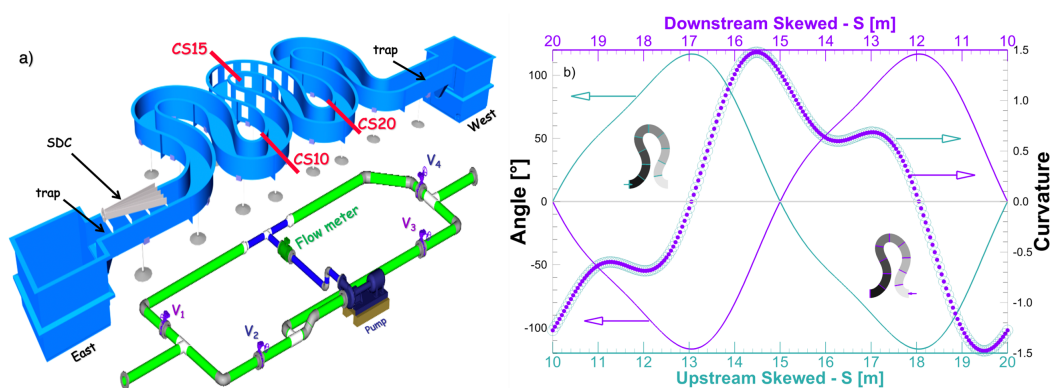 a)
CS15
trap
CS20
West
CS10
SDC
trap
East
V4
V3
Flow meter
V1
V2
Pump
Downstream Skewed - S [m]
20 19 18 17 16 15 14 13 12 11 10
b)
Angle [°]
100
50
0
-50
-100
1.5
1.0
0.5
0.0
-0.5
-1.0
-1.5
Curvature
10 11 12 13 14 15 16 17 18 19 20
Upstream Skewed - S [m]